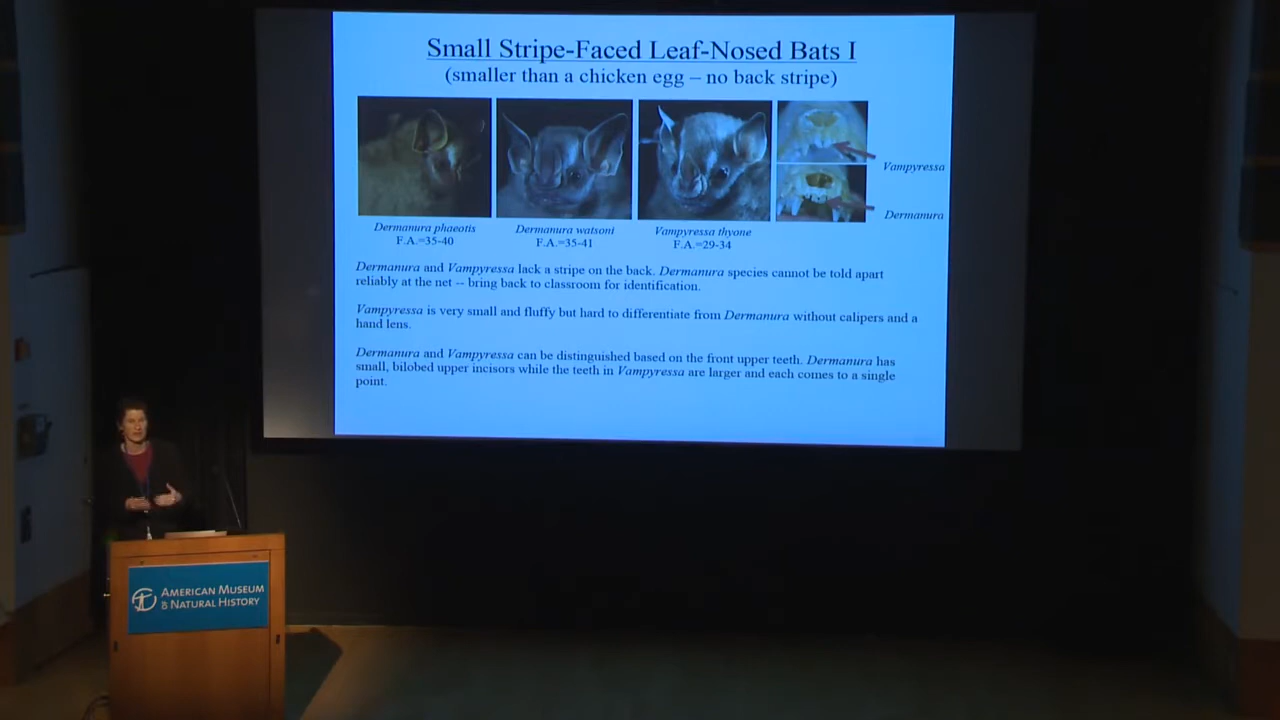 Small Stripe-Faced Leaf-Nosed Bats I
(smaller than a chicken egg – no back stripe)
Vampyressa
Dermanura
Dermanura phaeotis
F.A.=35-40
Dermanura watsoni
F.A.=35-41
Vampyressa thyone
F.A.=29-34
Dermanura and Vampyressa lack a stripe on the back. Dermanura species cannot be told apart
reliably at the net -- bring back to classroom for identification.
Vampyressa is very small and fluffy but hard to differentiate from Dermanura without calipers and a
hand lens.
Dermanura and Vampyressa can be distinguished based on the front upper teeth. Dermanura has
small, bilobed upper incisors while the teeth in Vampyressa are larger and each comes to a single
point.
AMERICAN MUSEUM
& NATURAL HISTORY